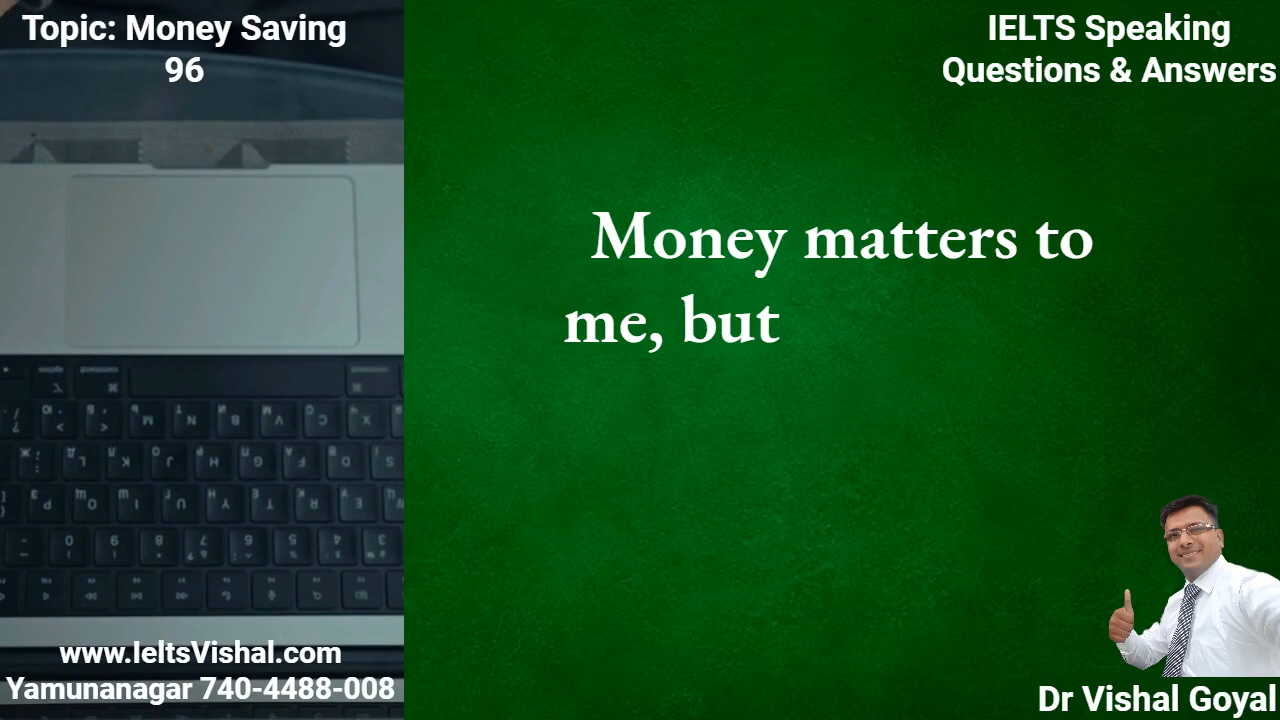 Topic: Money Saving
96
IELTS Speaking
Questions & Answers
Money matters to
me, but
www.IeltsVishal.com
Yamunanagar 740-4488-008
Dr Vishal Goyal